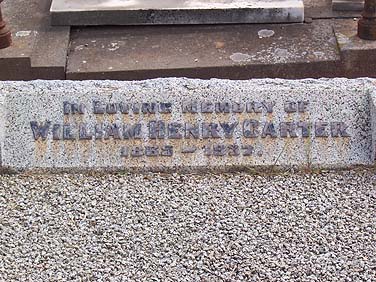 IN LOVING MEMORY OF
WILLIAM HENRY CARTER